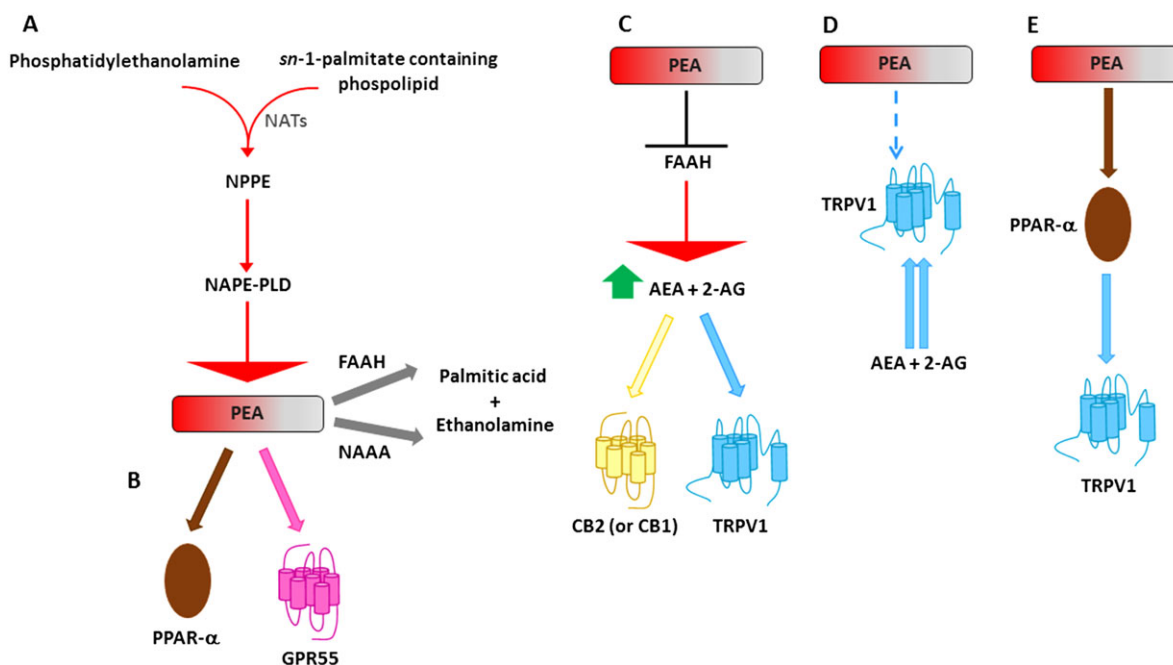 A
Phosphatidylethanolamine
sn-1-palmitate containing
phospolipid
NATs
NPPE
NAPE-PLD
PEA
FAAH
NAAA
Palmitic acid
+
Ethanolamine
B
PPAR-α
GPR55
C
PEA
FAAH
AEA + 2-AG
CB2 (or CB1)
TRPV1
D
PEA
TRPV1
AEA + 2-AG
E
PEA
PPAR-α
TRPV1